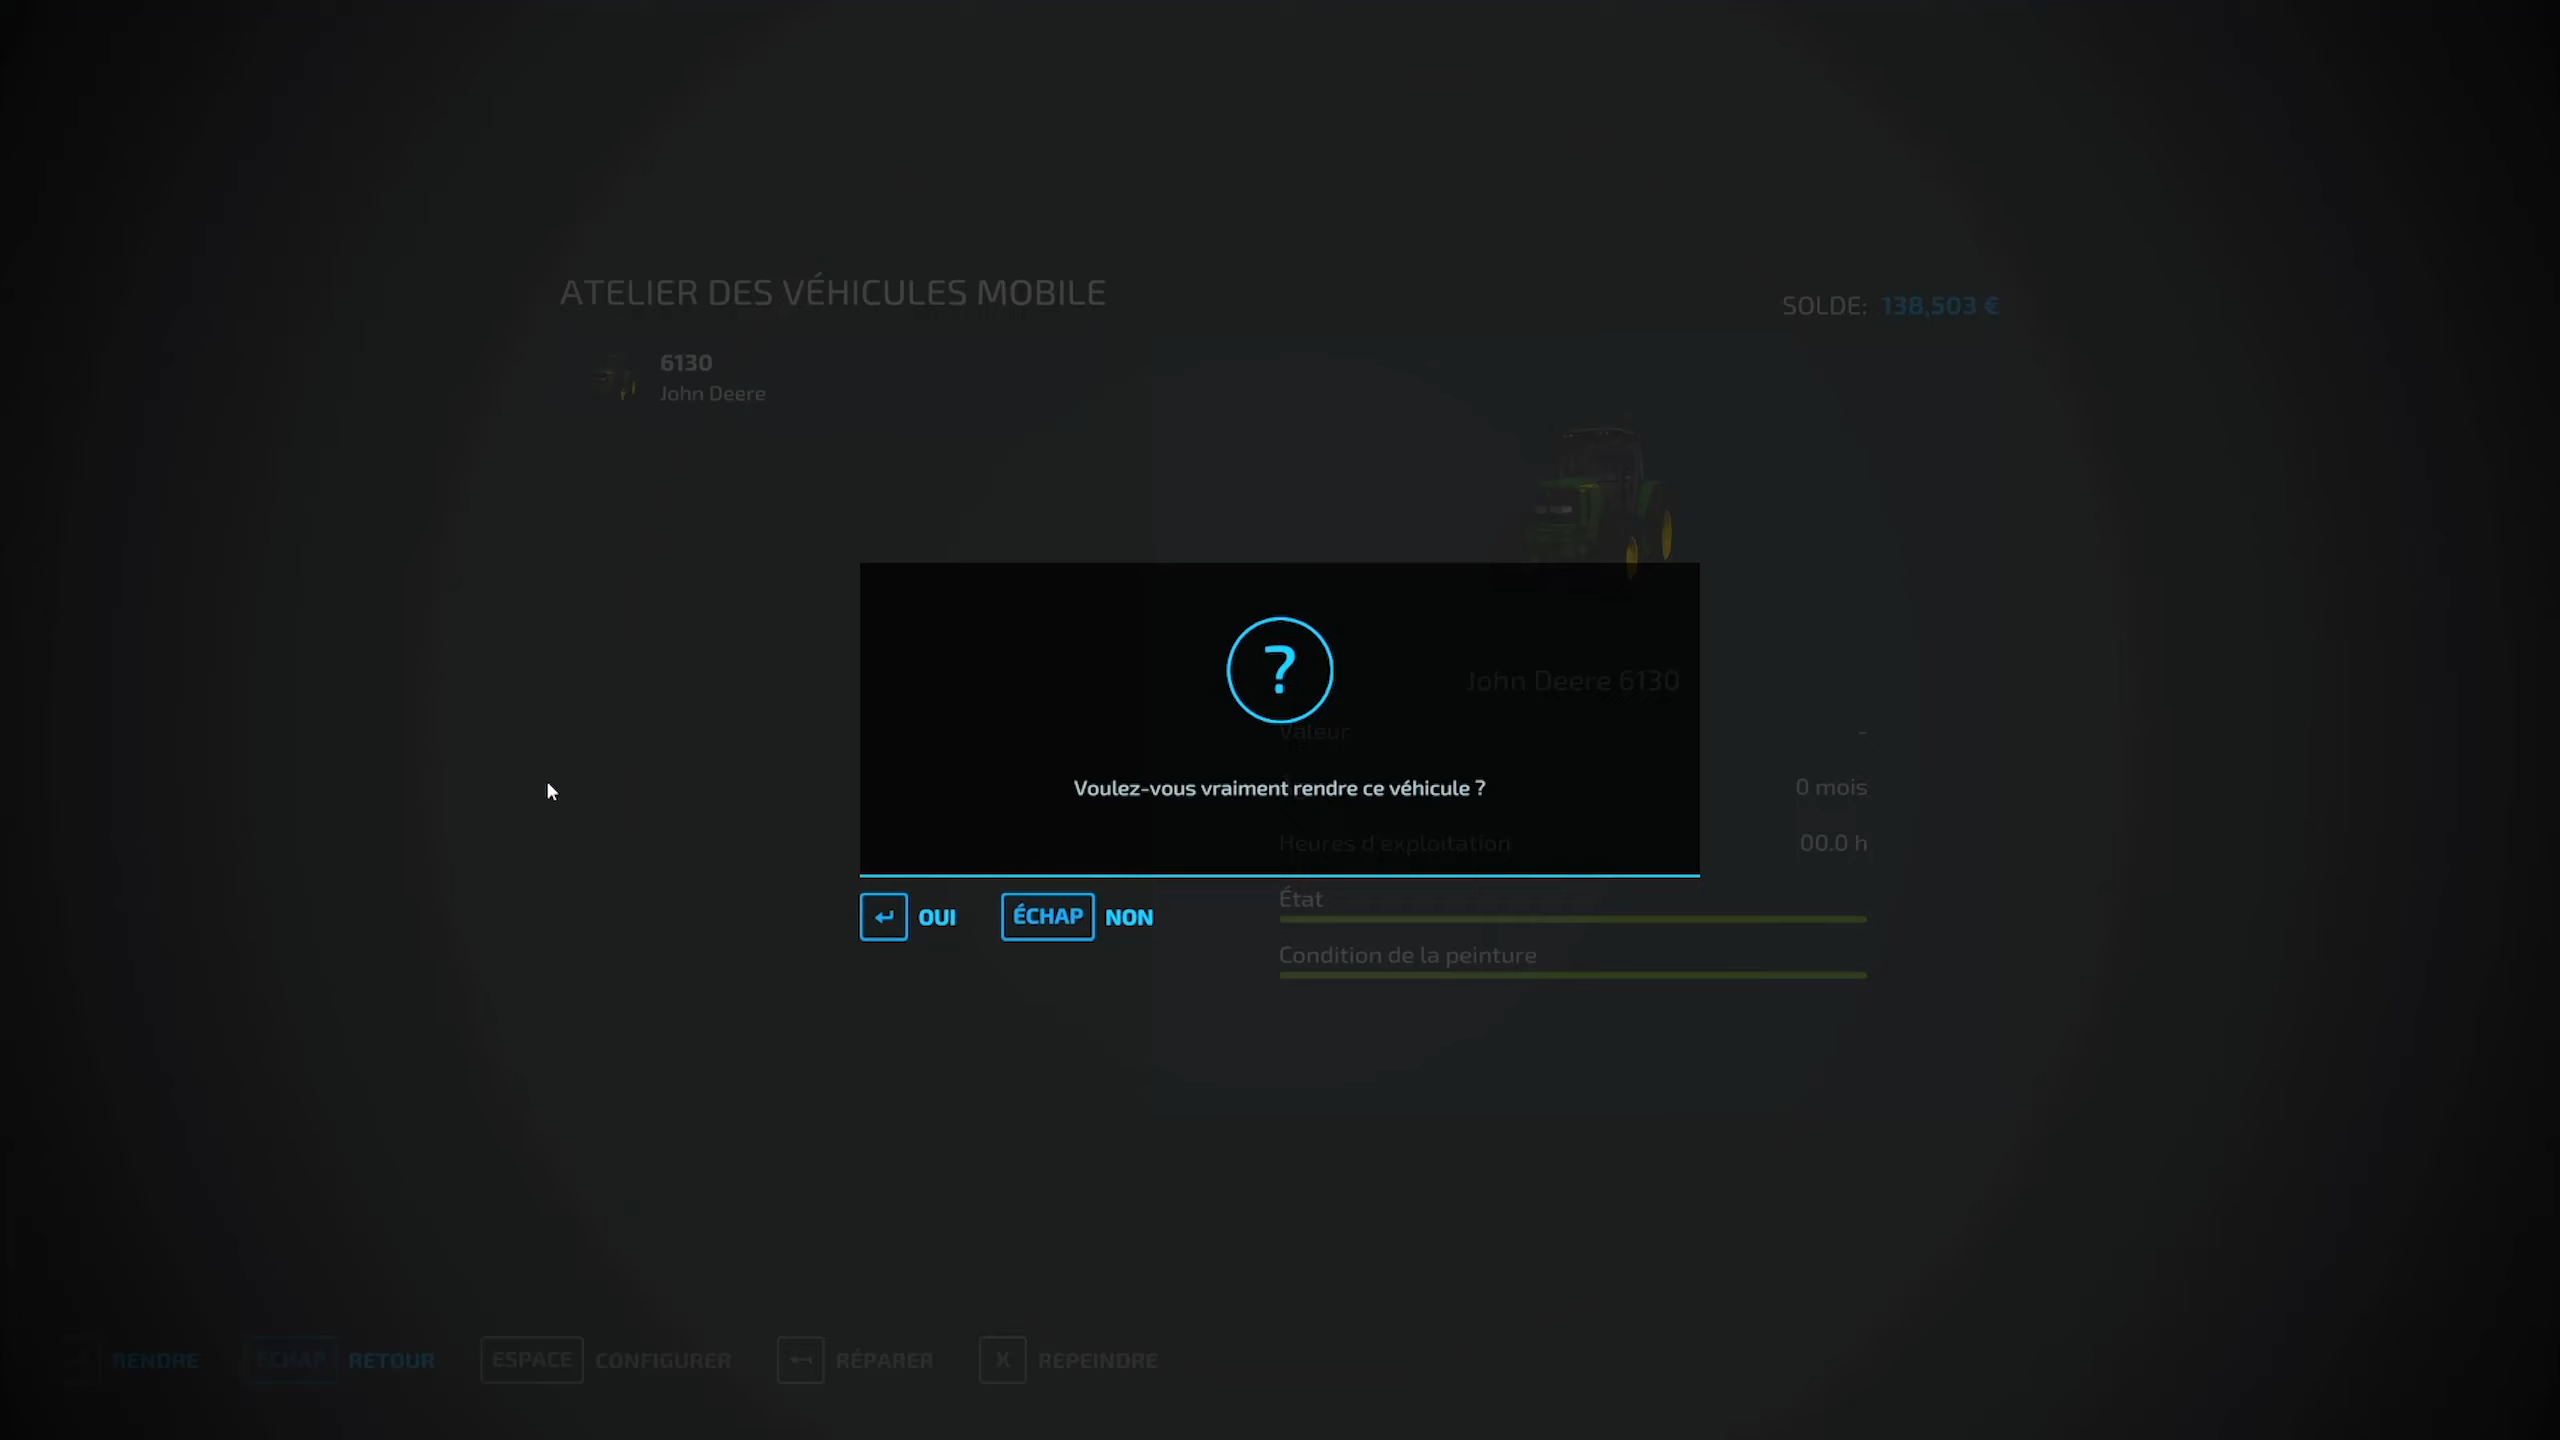 ATELIER DES VÉHICULES MOBILE
SOLDE: 138,503 €
6130
John Deere
?
John Deere 6130
Valeur -
Voulez-vous vraiment rendre ce véhicule ?
0 mois
Heures d'exploitation 00.0 h
État
OUI
ÉCHAP NON
Condition de la peinture
RENDRE
ÉCHAP RETOUR
ESPACE CONFIGURER
RÉPARER
X REPEINDRE